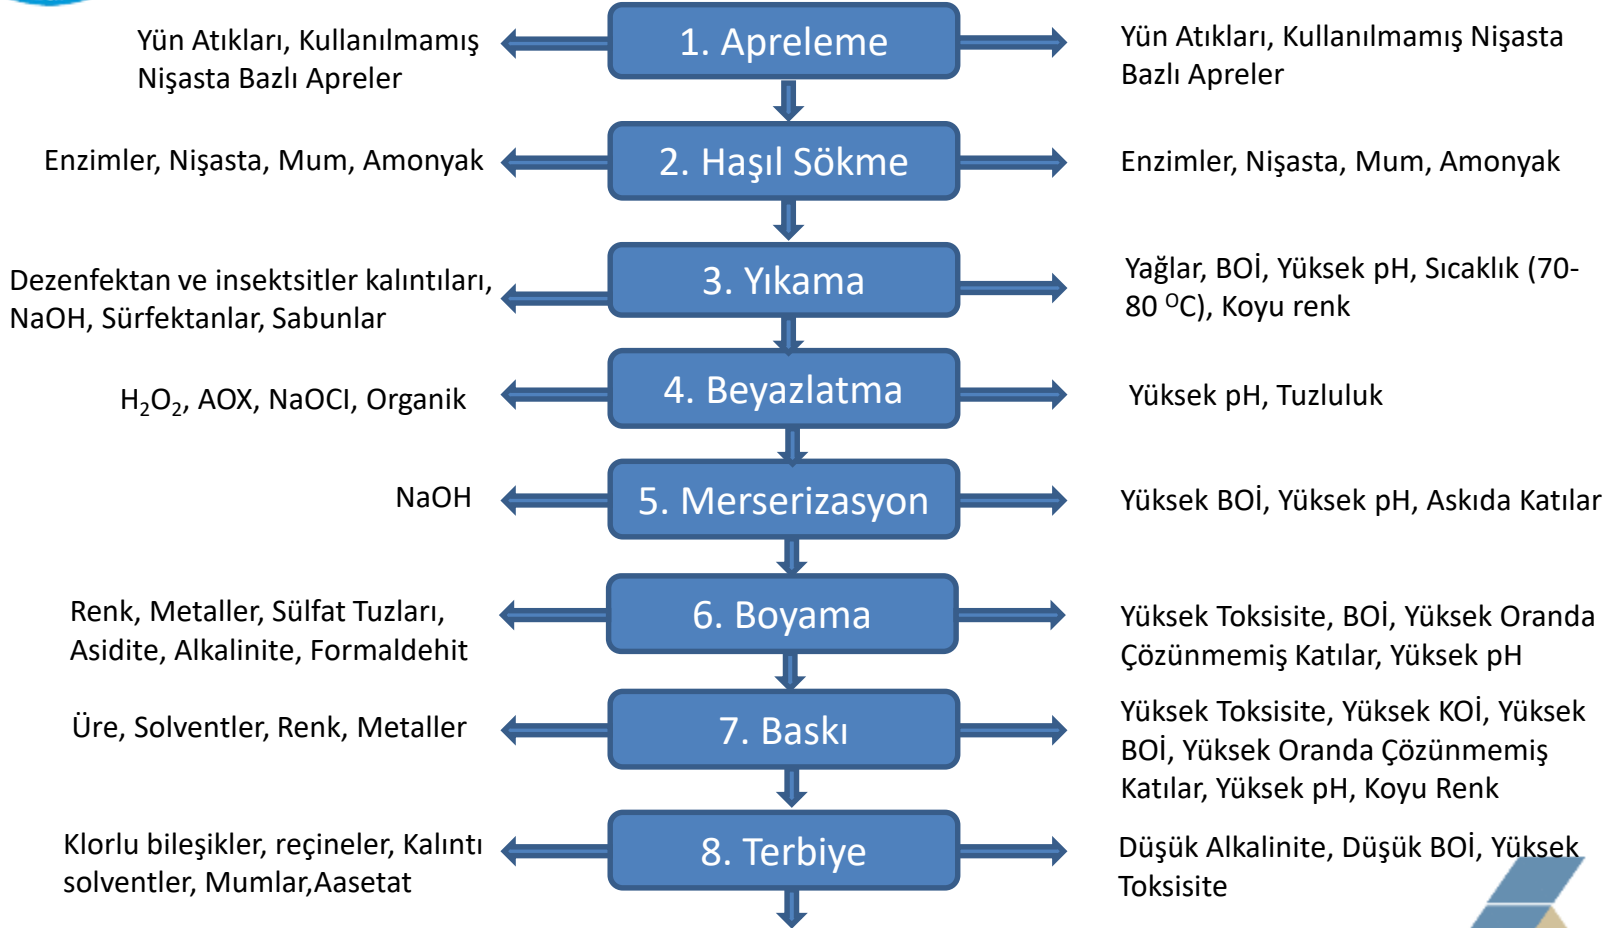 Yün Atıkları, Kullanılmamış
Nişasta Bazlı Apreler
1. Apreleme
Yün Atıkları, Kullanılmamış Nişasta
Bazlı Apreler
Enzimler, Nişasta, Mum, Amonyak
2. Haşıl Sökme
Enzimler, Nişasta, Mum, Amonyak
Dezenfektan ve insektsitler kalıntıları,
NaOH, Sürfektanlar, Sabunlar
3. Yıkama
Yağlar, BOİ, Yüksek pH, Sıcaklık (70-
80 ᴼC), Koyu renk
H₂O₂, AOX, NaOCI, Organik
4. Beyazlatma
Yüksek pH, Tuzluluk
NaOH
5. Merserizasyon
Yüksek BOİ, Yüksek pH, Askıda Katılar
Renk, Metaller, Sülfat Tuzları,
Asidite, Alkalinite, Formaldehit
6. Boyama
Yüksek Toksisite, BOİ, Yüksek Oranda
Çözünmemiş Katılar, Yüksek pH
Üre, Solventler, Renk, Metaller
7. Baskı
Yüksek Toksisite, Yüksek KOİ, Yüksek
BOİ, Yüksek Oranda Çözünmemiş
Katılar, Yüksek pH, Koyu Renk
Klorlu bileşikler, reçineler, Kalıntı
solventler, Mumlar,Aasetat
8. Terbiye
Düşük Alkalinite, Düşük BOİ, Yüksek
Toksisite